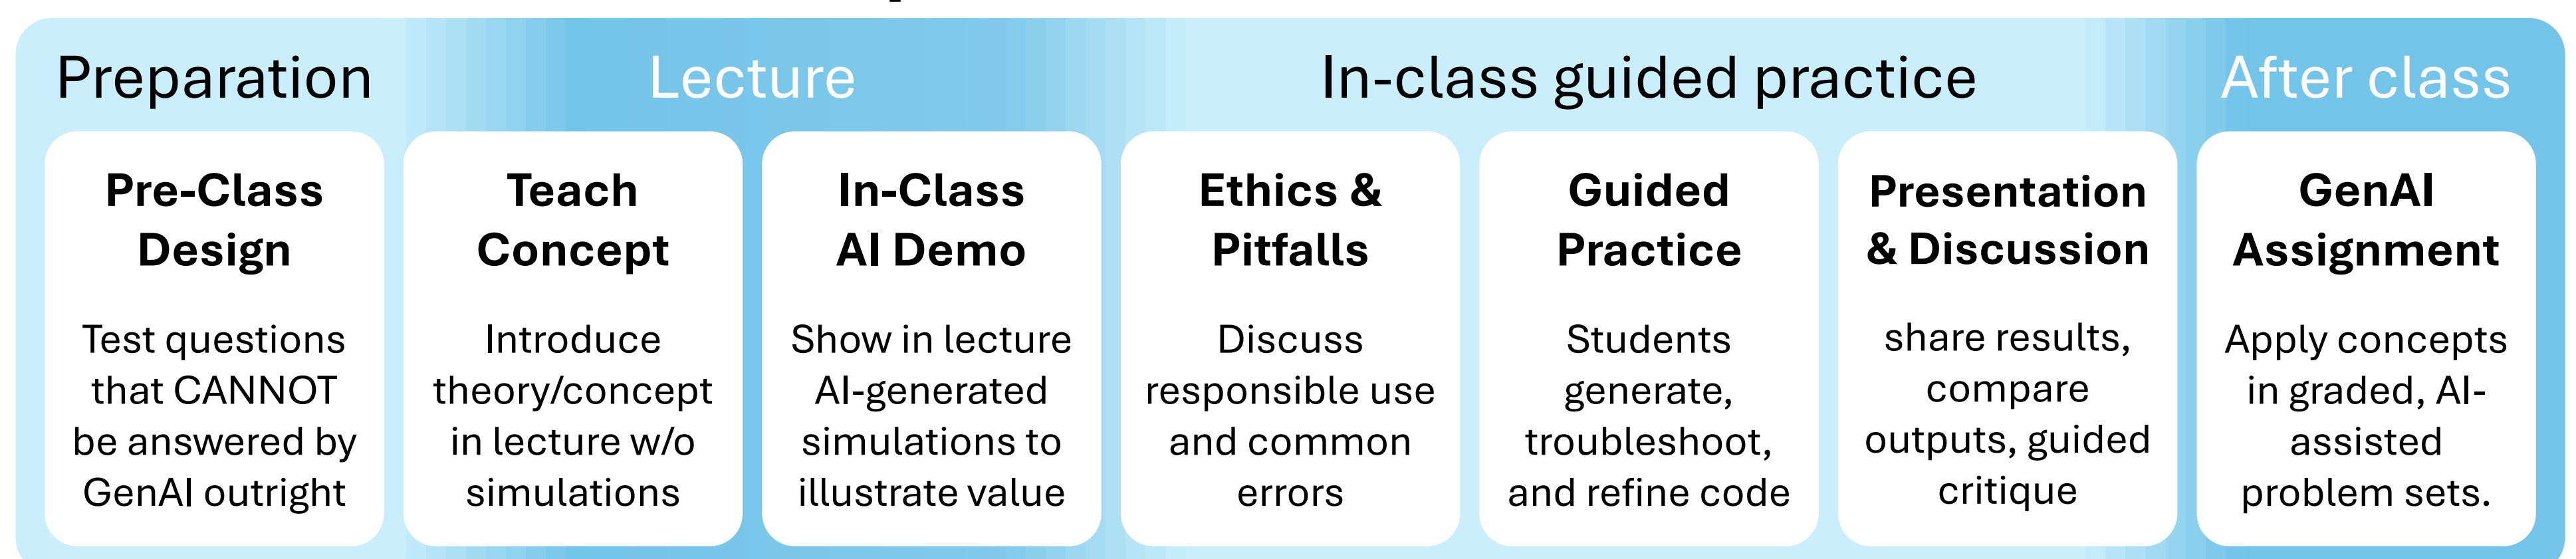 Preparation
Lecture
In-class guided practice
After class
Pre-Class
Design
Test questions
that CANNOT
be answered by
GenAI outright
Teach
Concept
Introduce
theory/concept
in lecture w/o
simulations
In-Class
AI Demo
Show in lecture
AI-generated
simulations to
illustrate value
Ethics &
Pitfalls
Discuss
responsible use
and common
errors
Guided
Practice
Students
generate,
troubleshoot,
and refine code
Presentation
& Discussion
share results,
compare
outputs, guided
critique
GenAI
Assignment
Apply concepts
in graded, AI-
assisted
problem sets.